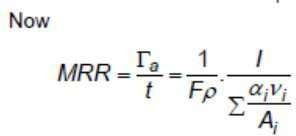 Now
MRR = Γₐ/t = 1/(Fρ) . I/(∑ αᵢνᵢ/Aᵢ)